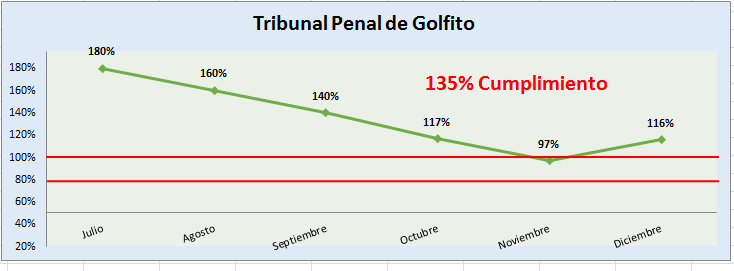 Tribunal Penal de Golfito
180%
160%
140%
120%
100%
80%
60%
40%
20%
180%
160%
140%
117%
97%
116%
135% Cumplimiento
Julio
Agosto
Septiembre
Octubre
Noviembre
Diciembre